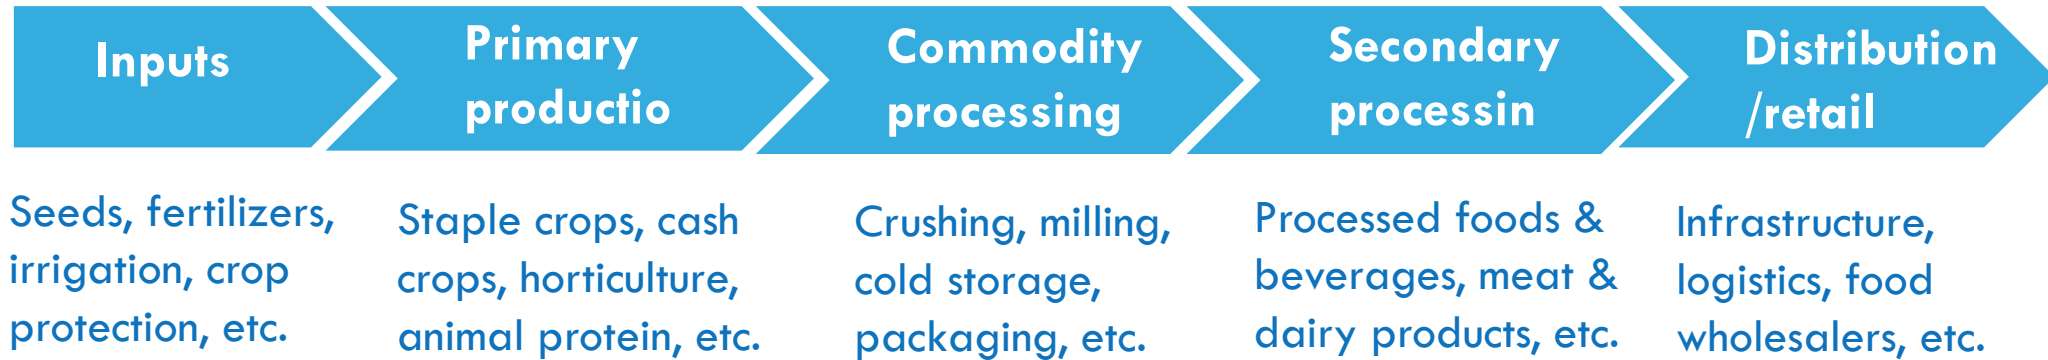 Inputs
Primary
productio
Commodity
processing
Secondary
processin
Distribution
/retail
Seeds, fertilizers,
irrigation, crop
protection, etc.
Staple crops, cash
crops, horticulture,
animal protein, etc.
Crushing, milling,
cold storage,
packaging, etc.
Processed foods &
beverages, meat &
dairy products, etc.
Infrastructure,
logistics, food
wholesalers, etc.